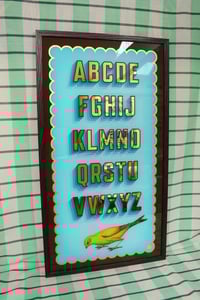 ABCDE
FGHIJ
KLMNO
QRSTU
VWXYZ